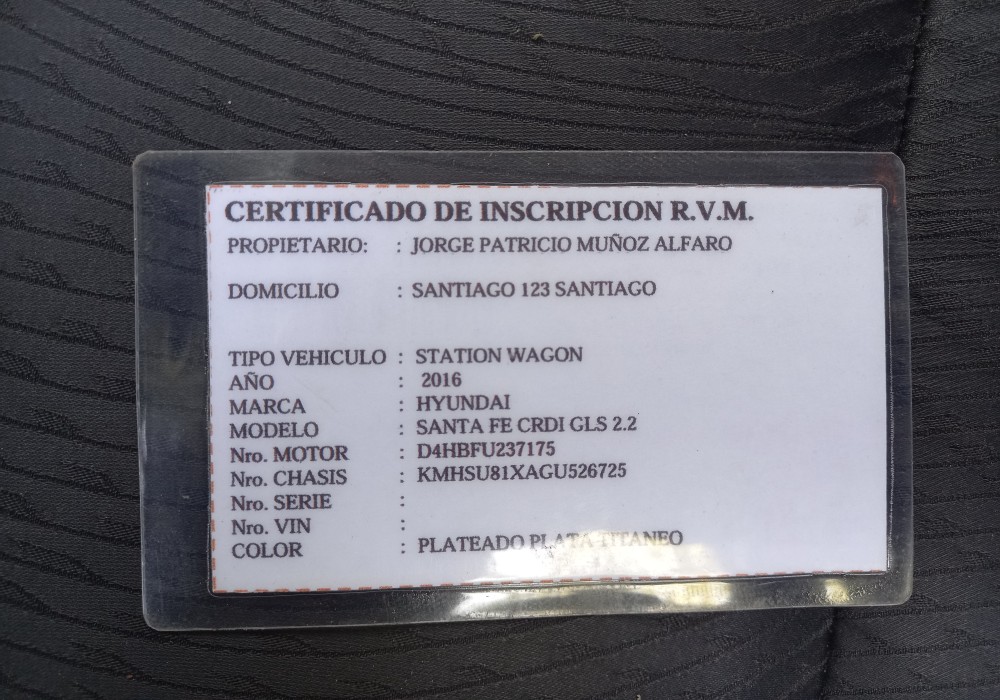 CERTIFICADO DE INSCRIPCION R.V.M.
PROPIETARIO: : JORGE PATRICIO MUÑOZ ALFARO
DOMICILIO : SANTIAGO 123 SANTIAGO
TIPO VEHICULO : STATION WAGON
AÑO : 2016
MARCA : HYUNDAI
MODELO : SANTA FE CRDI GLS 2.2
Nro. MOTOR : D4HBFU237175
Nro. CHASIS : KMHSU81XAGU526725
Nro. SERIE :
Nro. VIN :
COLOR : PLATEADO PLATA TITANEO